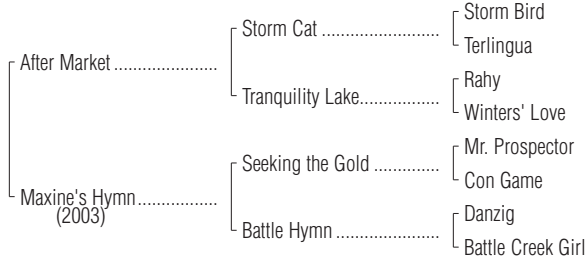 Storm Bird
Storm Cat ........................
Terlingua
After Market .....................
Rahy
Tranquility Lake................
Winters' Love
Mr. Prospector
Seeking the Gold .............
Con Game
Maxine's Hymn................
(2003)
Danzig
Battle Hymn .....................
Battle Creek Girl